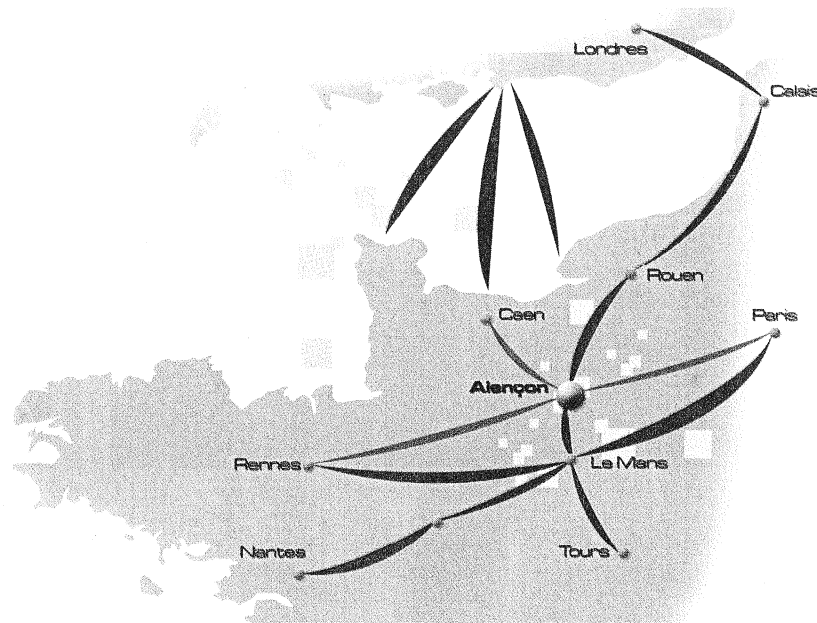 Londres
Calais
Rouen
Caen
Paris
Alençon
Rennes
Le Mans
Nantes
Tours